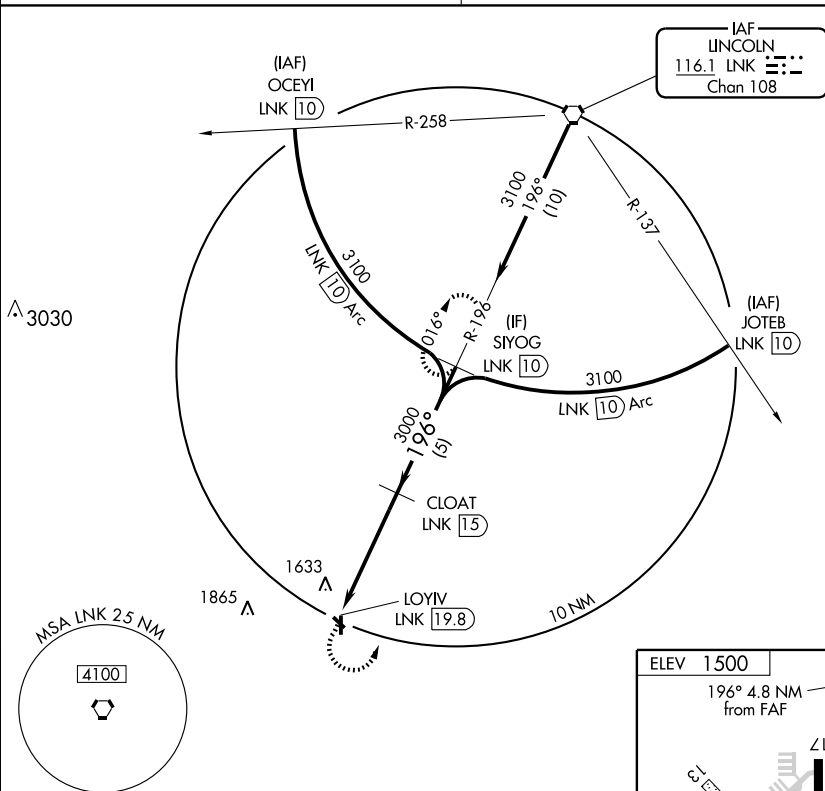 IAF
LINCOLN
116.1 LNK
Chan 108
(IAF)
OCEYI
LNK 10
R-258
3100
196°
(10)
R-137
3100
LNK 10 Arc
3030
016°
R-196
(IF)
SIYOG
LNK 10
(IAF)
JOTEB
LNK 10
3100
LNK 10 Arc
3000
196°
(5)
CLOAT
LNK 15
1633
1865
LOYIV
LNK 19.8
10 NM
MSA LNK 25 NM
4100
ELEV 1500
196° 4.8 NM
from FAF
17
13